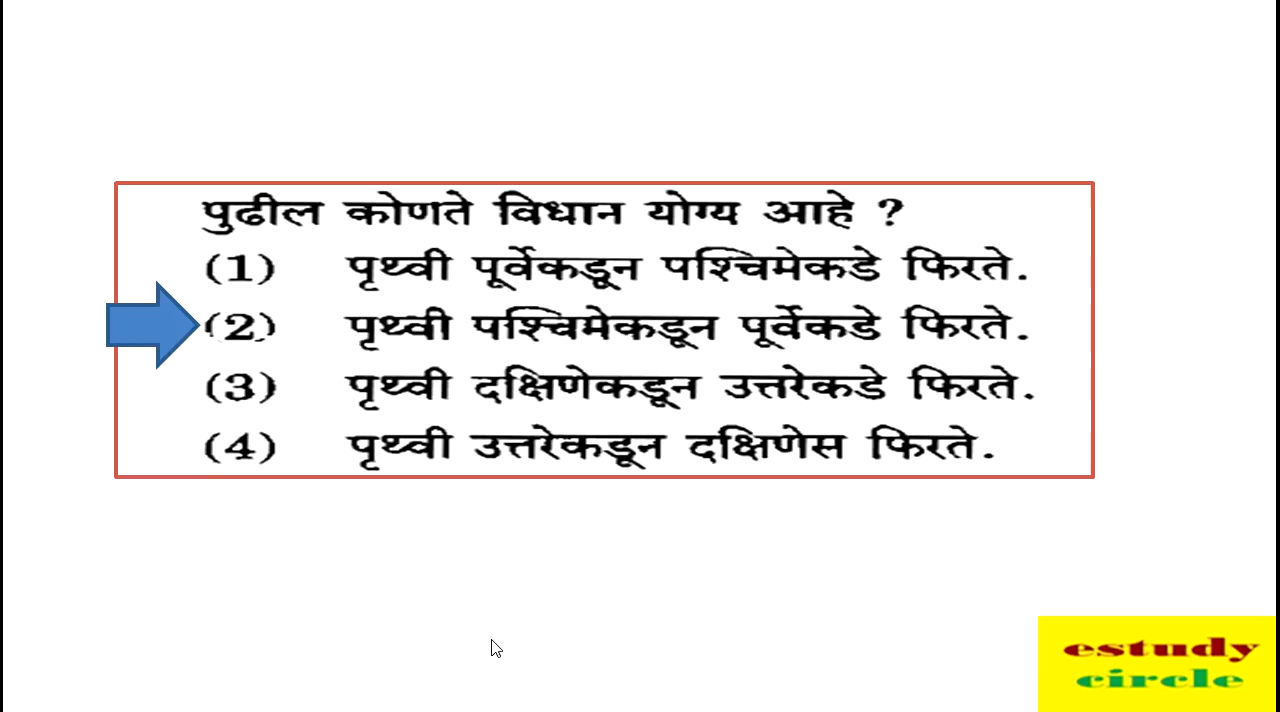 पुढील कोणते विधान योग्य आहे ?
(1) पृथ्वी पूर्वेकडून पश्चिमेकडे फिरते.
(2) पृथ्वी पश्चिमेकडून पूर्वेकडे फिरते.
(3) पृथ्वी दक्षिणेकडून उत्तरेकडे फिरते.
(4) पृथ्वी उत्तरेकडून दक्षिणेस फिरते.
estudy
circle